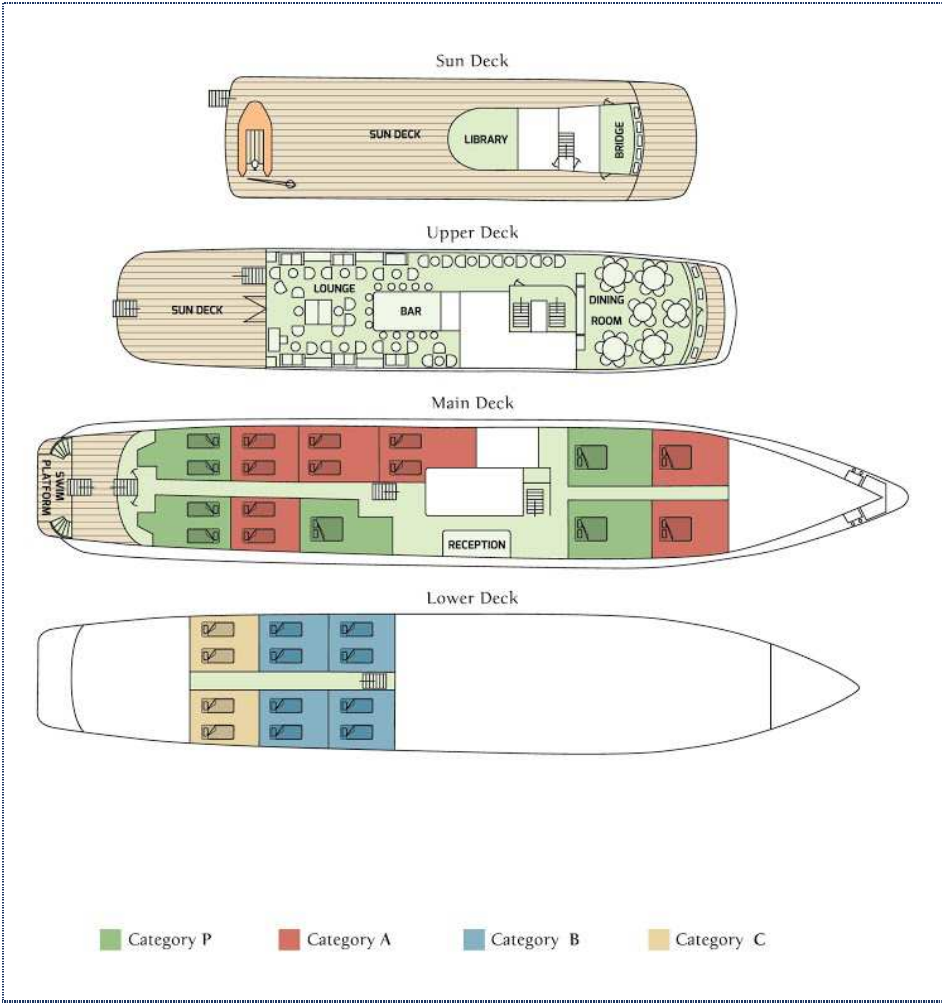 Sun Deck
SUN DECK
LIBRARY
BRIDGE
Upper Deck
SUN DECK
LOUNGE
BAR
DINING
ROOM
Main Deck
SWIM
PLATFORM
RECEPTION
Lower Deck
Category P
Category A
Category B
Category C